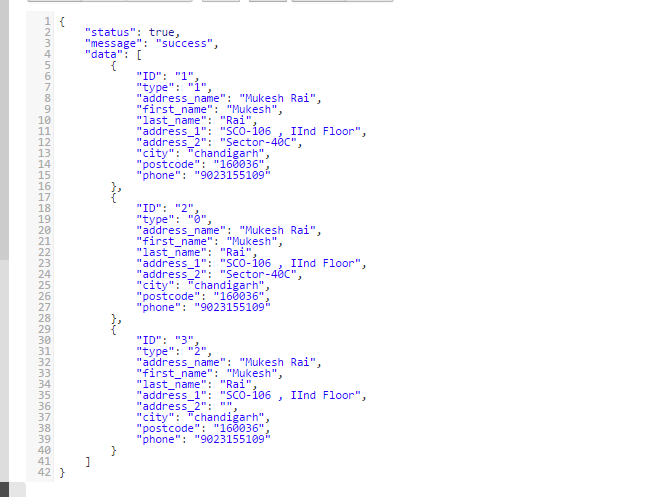 1 {
2 "status": true,
3 "message": "success",
4 "data": [
5 {
6 "ID": "1",
7 "type": "1",
8 "address_name": "Mukesh Rai",
9 "first_name": "Mukesh",
10 "last_name": "Rai",
11 "address_1": "SCO-106 , IInd Floor",
12 "address_2": "Sector-40C",
13 "city": "chandigarh",
14 "postcode": "160036",
15 "phone": "9023155109"
16 },
17 {
18 "ID": "2",
19 "type": "0",
20 "address_name": "Mukesh Rai",
21 "first_name": "Mukesh",
22 "last_name": "Rai",
23 "address_1": "SCO-106 , IInd Floor",
24 "address_2": "Sector-40C",
25 "city": "chandigarh",
26 "postcode": "160036",
27 "phone": "9023155109"
28 },
29 {
30 "ID": "3",
31 "type": "2",
32 "address_name": "Mukesh Rai",
33 "first_name": "Mukesh",
34 "last_name": "Rai",
35 "address_1": "SCO-106 , IInd Floor",
36 "address_2": "",
37 "city": "chandigarh",
38 "postcode": "160036",
39 "phone": "9023155109"
40 }
41 ]
42 }